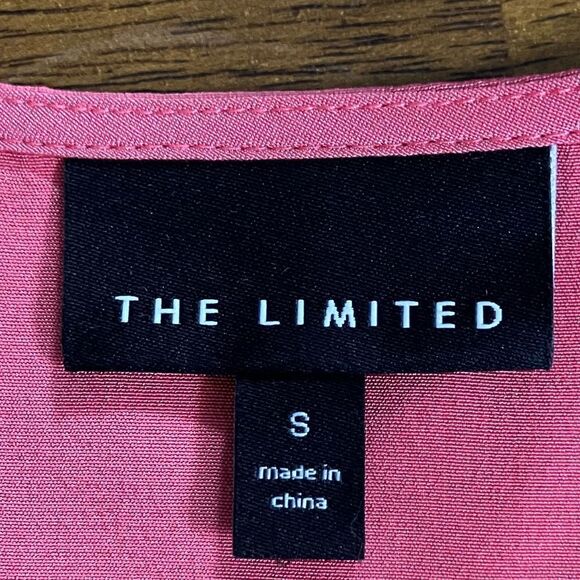 THE LIMITED
S
made in
china